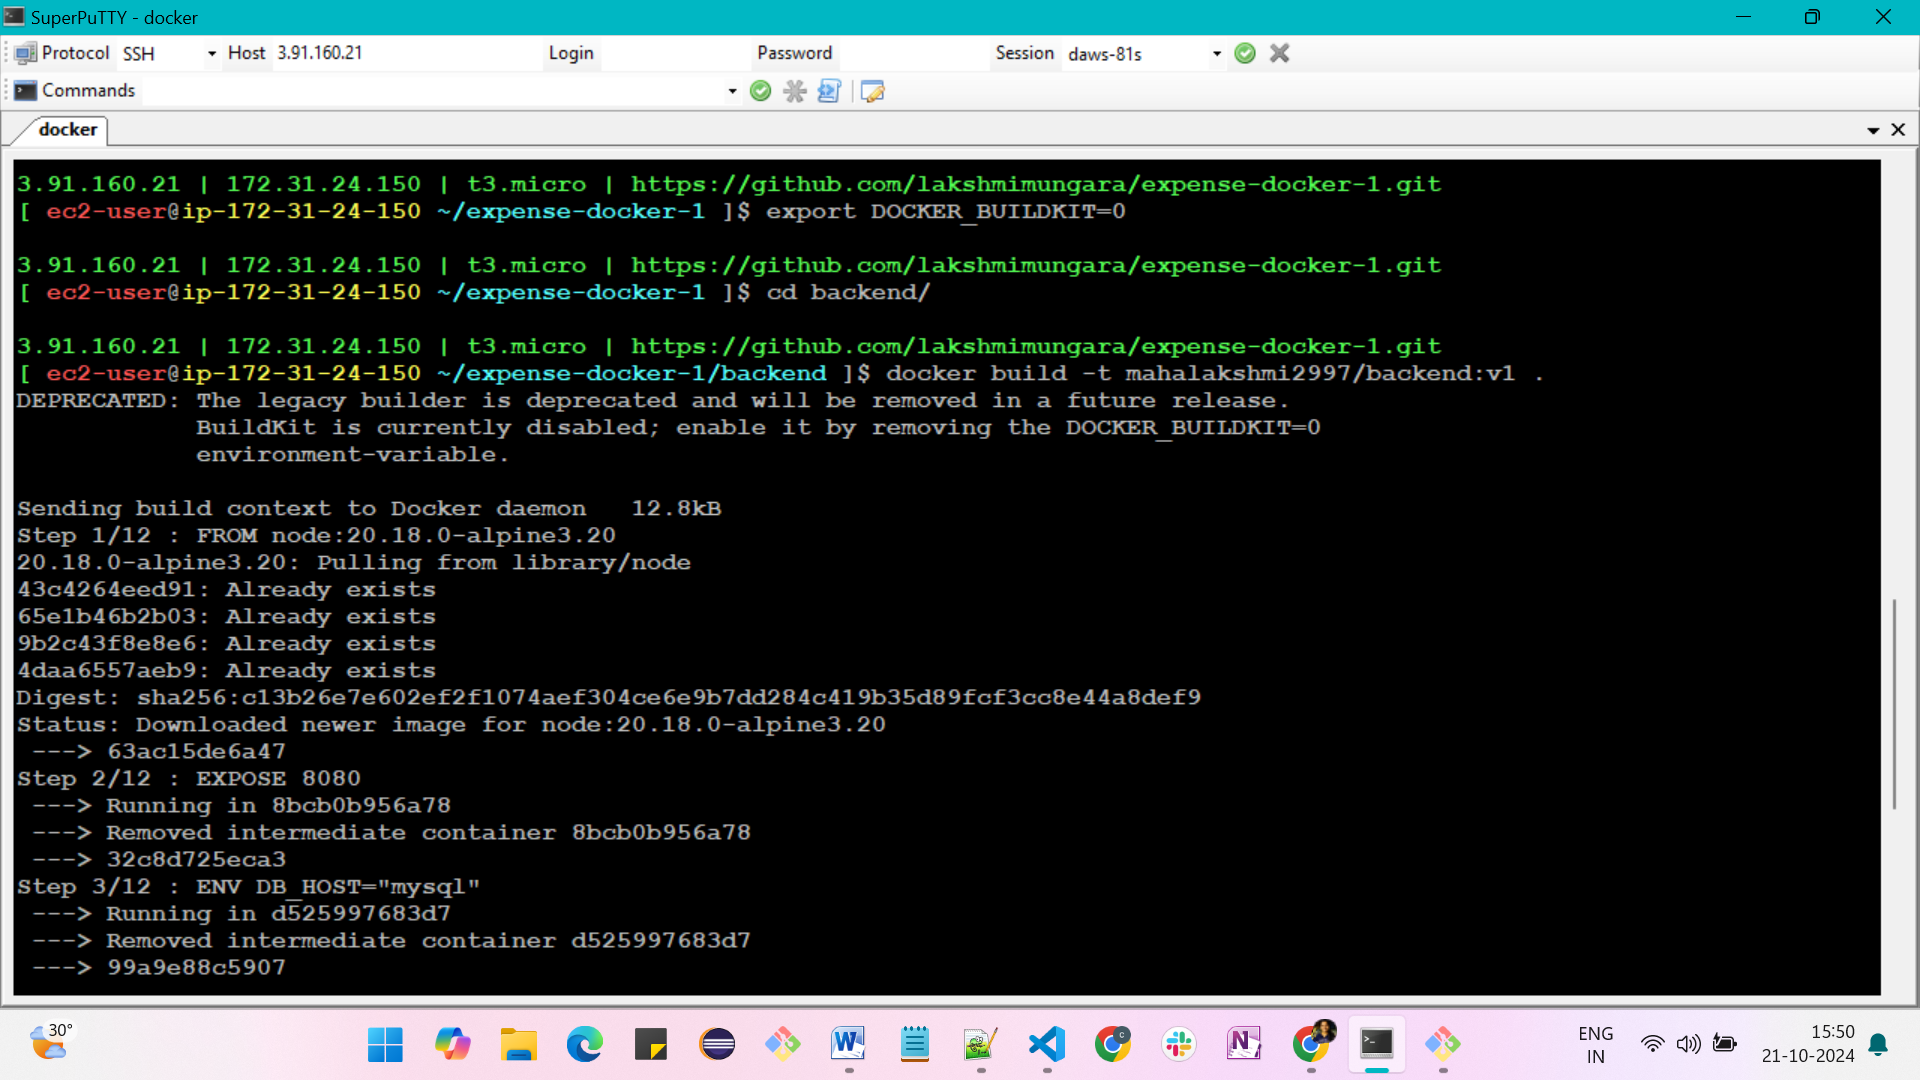 SuperPuTTY - docker
Protocol SSH Host 3.91.160.21 Login Password Session daws-81s
Commands
docker
3.91.160.21 | 172.31.24.150 | t3.micro | https://github.com/lakshmimungara/expense-docker-1.git
[ ec2-user@ip-172-31-24-150 ~/expense-docker-1 ]$ export DOCKER_BUILDKIT=0
3.91.160.21 | 172.31.24.150 | t3.micro | https://github.com/lakshmimungara/expense-docker-1.git
[ ec2-user@ip-172-31-24-150 ~/expense-docker-1 ]$ cd backend/
3.91.160.21 | 172.31.24.150 | t3.micro | https://github.com/lakshmimungara/expense-docker-1.git
[ ec2-user@ip-172-31-24-150 ~/expense-docker-1/backend ]$ docker build -t mahalakshmi2997/backend:v1 .
DEPRECATED: The legacy builder is deprecated and will be removed in a future release.
BuildKit is currently disabled; enable it by removing the DOCKER_BUILDKIT=0
environment-variable.
Sending build context to Docker daemon 12.8kB
Step 1/12 : FROM node:20.18.0-alpine3.20
20.18.0-alpine3.20: Pulling from library/node
43c4264eed91: Already exists
65e1b46b2b03: Already exists
9b2c43f8e8e6: Already exists
4daa6557aeb9: Already exists
Digest: sha256:c13b26e7e602ef2f1074aef304ce6e9b7dd284c419b35d89fcf3cc8e44a8def9
Status: Downloaded newer image for node:20.18.0-alpine3.20
---> 63ac15de6a47
Step 2/12 : EXPOSE 8080
---> Running in 8bcb0b956a78
---> Removed intermediate container 8bcb0b956a78
---> 32c8d725eca3
Step 3/12 : ENV DB_HOST="mysql"
---> Running in d525997683d7
---> Removed intermediate container d525997683d7
---> 99a9e88c5907
30°
ENG
IN
15:50
21-10-2024